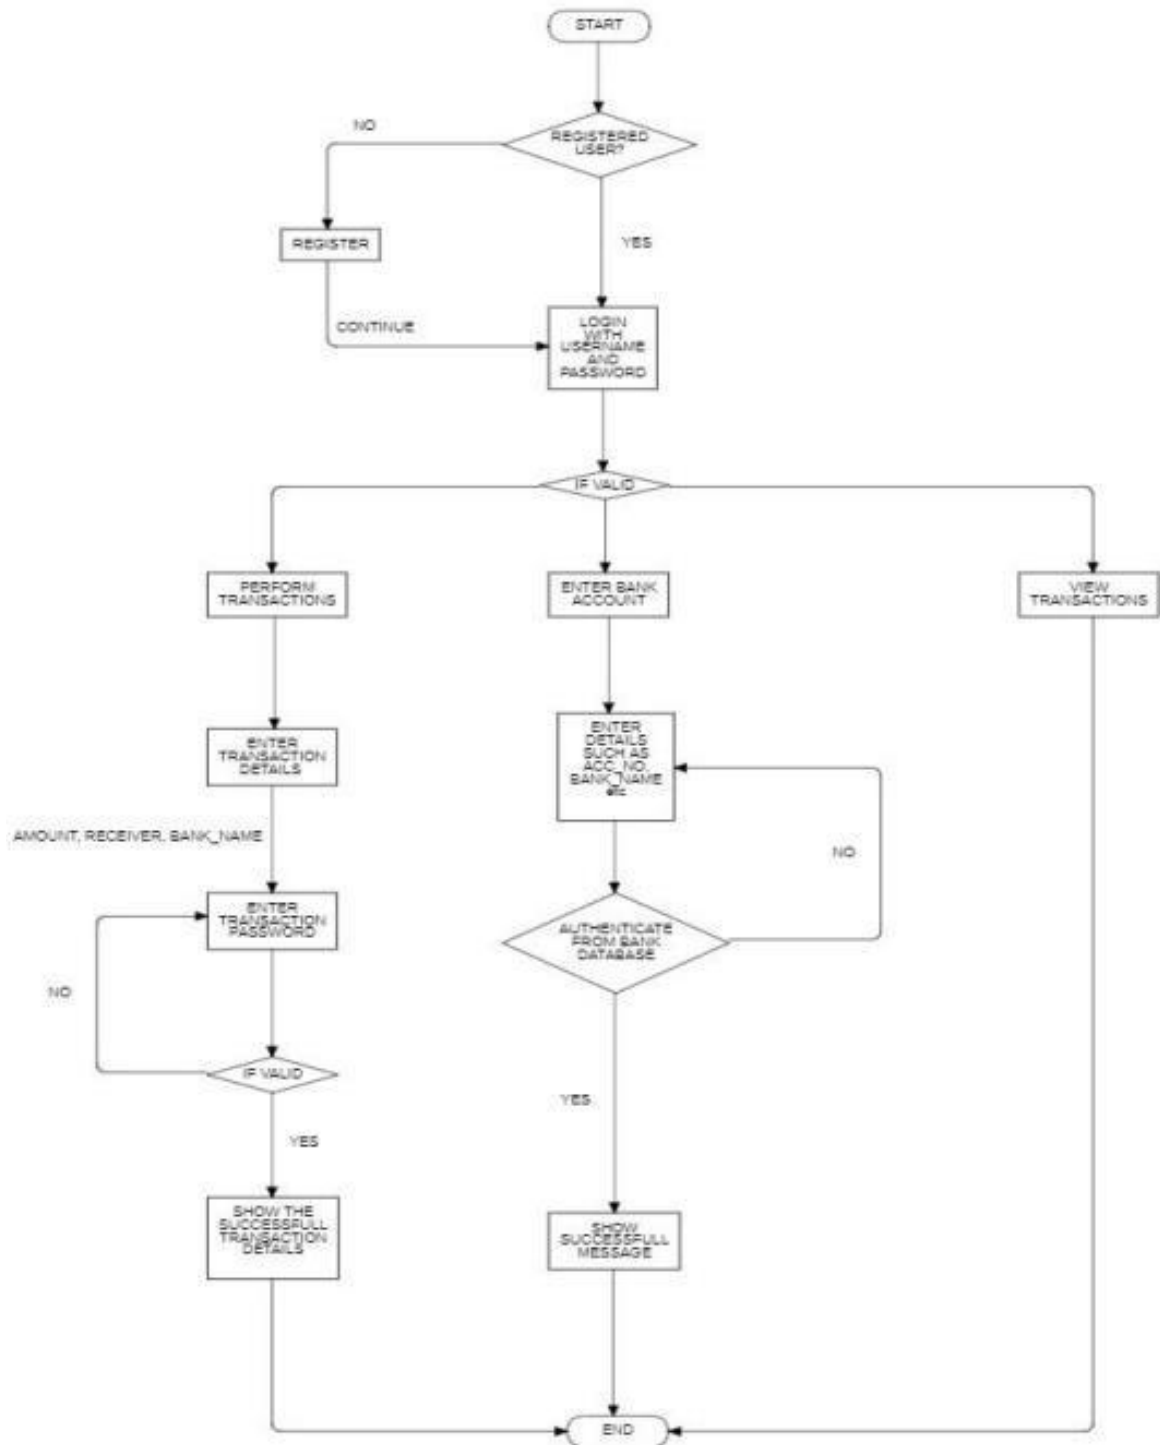 START
NO
REGISTERED
USER?
REGISTER
YES
CONTINUE
LOGIN
WITH
USERNAME
AND
PASSWORD
IF VALID
PERFORM
TRANSACTIONS
ENTER BANK
ACCOUNT
VIEW
TRANSACTIONS
ENTER
TRANSACTION
DETAILS
ENTER
DETAILS
SUCH AS
ACC_NO,
BANK_NAME
etc
AMOUNT, RECEIVER, BANK_NAME
NO
ENTER
TRANSACTION
PASSWORD
AUTHENTICATE
FROM BANK
DATABASE
NO
IF VALID
YES
YES
SHOW THE
SUCCESSFULL
TRANSACTION
DETAILS
SHOW
SUCCESSFULL
MESSAGE
END